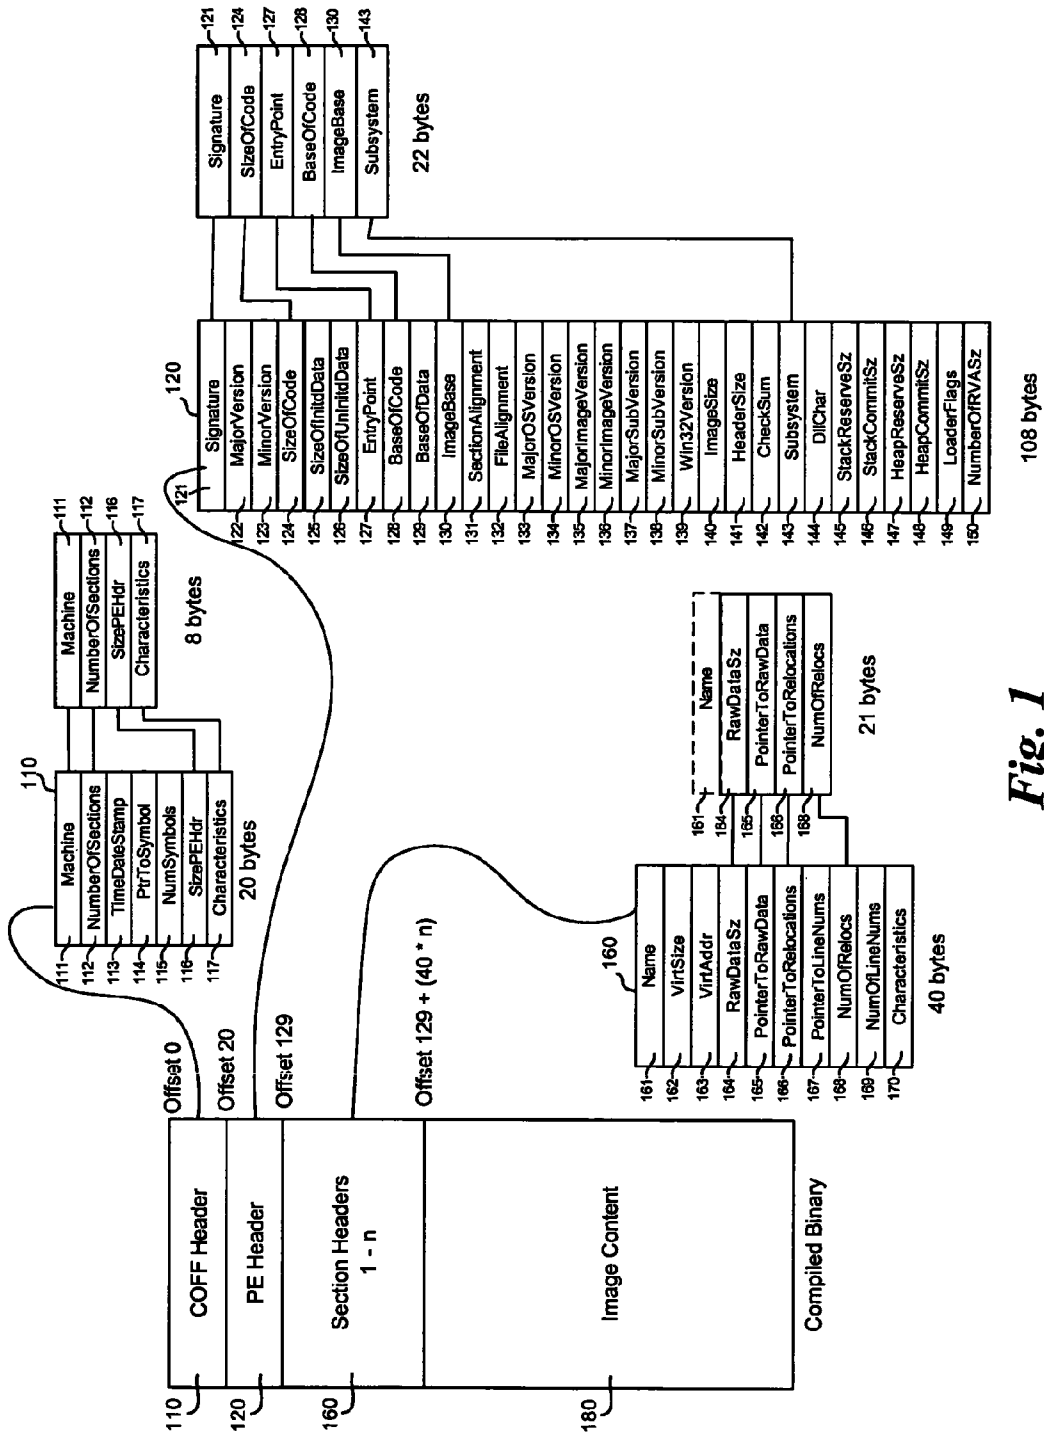 COFF Header
PE Header
Section Headers
1 - n
Image Content
Compiled Binary
110
120
160
180
Offset 0
Offset 20
Offset 129
Offset 129 + (40 * n)
110
111 Machine
112 NumberOfSections
113 TimeDateStamp
114 PtrToSymbol
115 NumSymbols
116 SizePEHdr
117 Characteristics
20 bytes
Machine 111
NumberOfSections 112
SizePEHdr 116
Characteristics 117
8 bytes
120
121 Signature
122 MajorVersion
123 MinorVersion
124 SizeOfCode
125 SizeOfInitdData
126 SizeOfUnInitdData
127 EntryPoint
128 BaseOfCode
129 BaseOfData
130 ImageBase
131 SectionAlignment
132 FileAlignment
133 MajorOSVersion
134 MinorOSVersion
135 MajorImageVersion
136 MinorImageVersion
137 MajorSubVersion
138 MinorSubVersion
139 Win32Version
140 ImageSize
141 HeaderSize
142 CheckSum
143 Subsystem
144 DllChar
145 StackReserveSz
146 StackCommitSz
147 HeapReserveSz
148 HeapCommitSz
149 LoaderFlags
150 NumberOfRVASz
108 bytes
Signature 121
SizeOfCode 124
EntryPoint 127
BaseOfCode 128
ImageBase 130
Subsystem 143
22 bytes
160
161 Name
162 VirtSize
163 VirtAddr
164 RawDataSz
165 PointerToRawData
166 PointerToRelocations
167 PointerToLineNums
168 NumOfRelocs
169 NumOfLineNums
170 Characteristics
40 bytes
161 Name
164 RawDataSz
165 PointerToRawData
166 PointerToRelocations
168 NumOfRelocs
21 bytes
Fig. 1